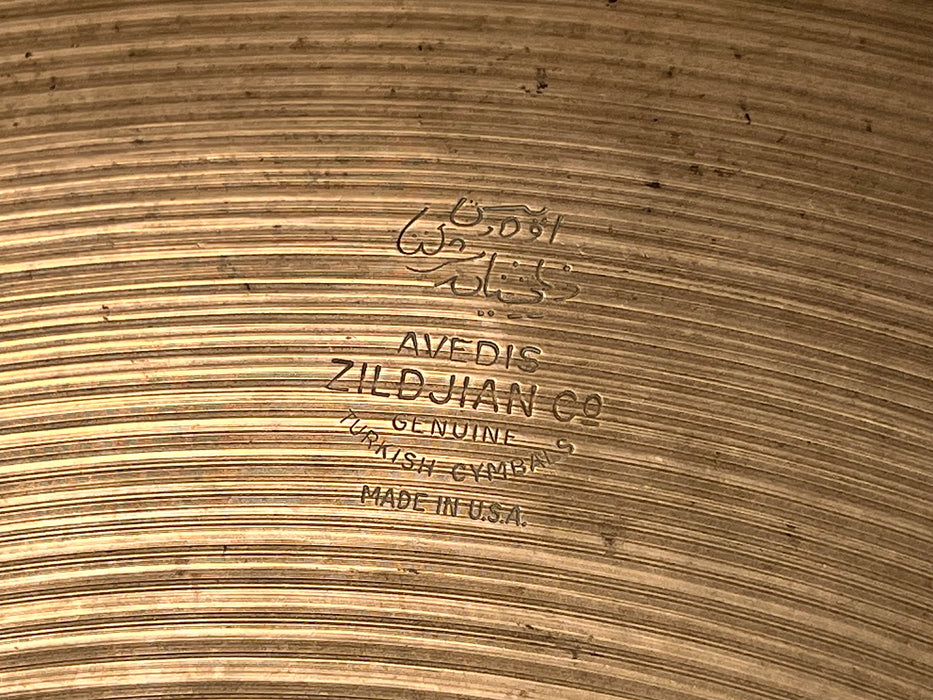 AVEDIS
ZILDJIAN Cº
GENUINE
TURKISH CYMBALS
MADE IN U.S.A.